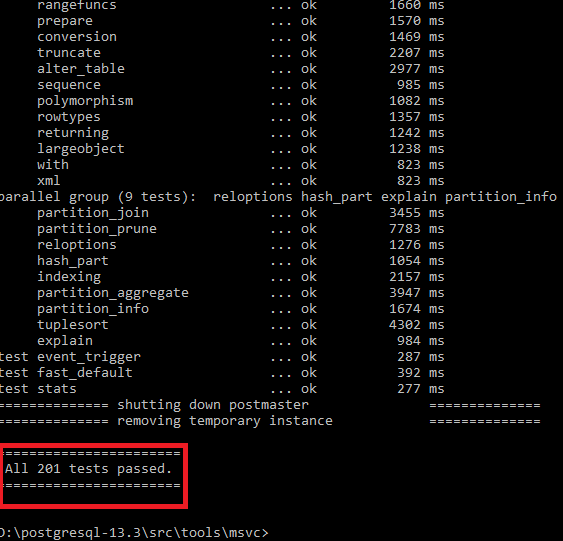 rangefuncs ... ok 1660 ms
prepare ... ok 1570 ms
conversion ... ok 1469 ms
truncate ... ok 2207 ms
alter_table ... ok 2977 ms
sequence ... ok 985 ms
polymorphism ... ok 1082 ms
rowtypes ... ok 1357 ms
returning ... ok 1242 ms
largeobject ... ok 1238 ms
with ... ok 823 ms
xml ... ok 823 ms
parallel group (9 tests):  reloptions hash_part explain partition_info
partition_join ... ok 3455 ms
partition_prune ... ok 7783 ms
reloptions ... ok 1276 ms
hash_part ... ok 1054 ms
indexing ... ok 2157 ms
partition_aggregate ... ok 3947 ms
partition_info ... ok 1674 ms
tuplesort ... ok 4302 ms
explain ... ok 984 ms
test event_trigger ... ok 287 ms
test fast_default ... ok 392 ms
test stats ... ok 277 ms
============== shutting down postmaster ==============
============== removing temporary instance ==============
======================
All 201 tests passed.
======================
D:\postgresql-13.3\src\tools\msvc>